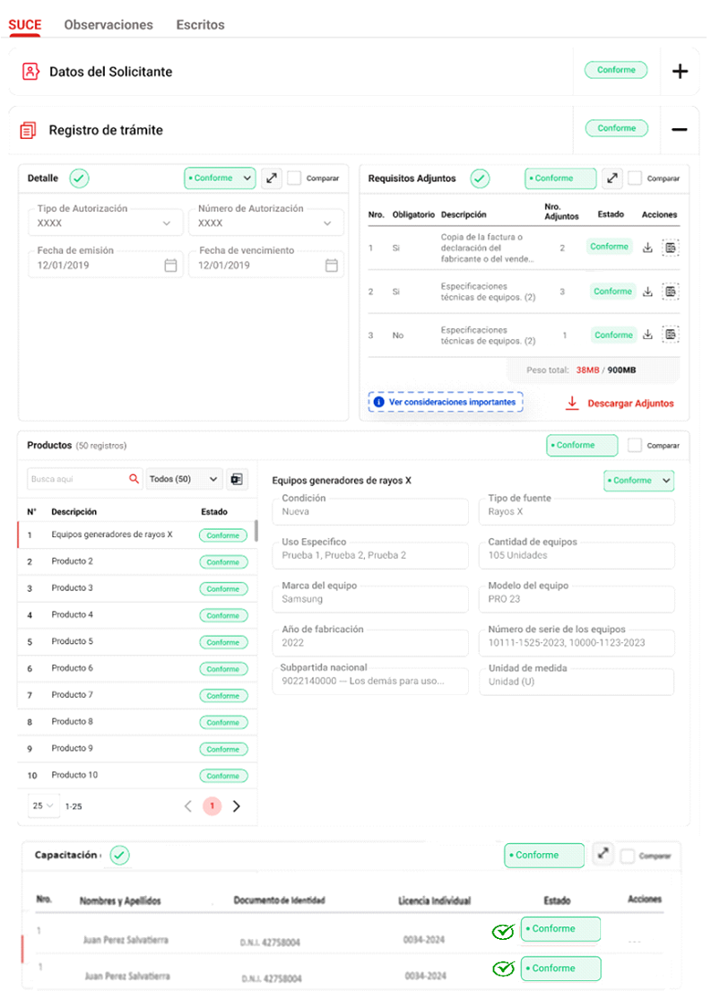 SUCE Observaciones Escritos
Datos del Solicitante Conforme
Registro de trámite Conforme
Detalle Conforme Comparar
Tipo de Autorización Número de Autorización
XXXX XXXX
Fecha de emisión Fecha de vencimiento
12/01/2019 12/01/2019
Requisitos Adjuntos Conforme Comparar
Nro. Obligatorio Descripción Nro. Adjuntos Estado Acciones
1 Si Copia de la factura o declaración del fabricante o del vende... 2 Conforme
2 Si Especificaciones técnicas de equipos. (2) 3 Conforme
3 No Especificaciones técnicas de equipos. (2) 1 Conforme
Peso total: 38MB / 900MB
Ver consideraciones importantes Descargar Adjuntos
Productos (50 registros) Conforme Comparar
Busca aquí Todos (50)
N° Descripción Estado
1 Equipos generadores de rayos X Conforme
2 Producto 2 Conforme
3 Producto 3 Conforme
4 Producto 4 Conforme
5 Producto 5 Conforme
6 Producto 6 Conforme
7 Producto 7 Conforme
8 Producto 8 Conforme
9 Producto 9 Conforme
10 Producto 10 Conforme
25 1-25 1
Equipos generadores de rayos X Conforme
Condición Tipo de fuente
Nueva Rayos X
Uso Especifico Cantidad de equipos
Prueba 1, Prueba 2, Prueba 2 105 Unidades
Marca del equipo Modelo del equipo
Samsung PRO 23
Año de fabricación Número de serie de los equipos
2022 10111-1525-2023, 10000-1123-2023
Subpartida nacional Unidad de medida
9022140000 — Los demás para uso... Unidad (U)
Capacitación Conforme Comparar
Nro. Nombres y Apellidos Documento de Identidad Licencia Individual Estado Acciones
1 Juan Perez Salvatierra D.N.I. 42758004 0034-2024 Conforme ...
1 Juan Perez Salvatierra D.N.I. 42758004 0034-2024 Conforme